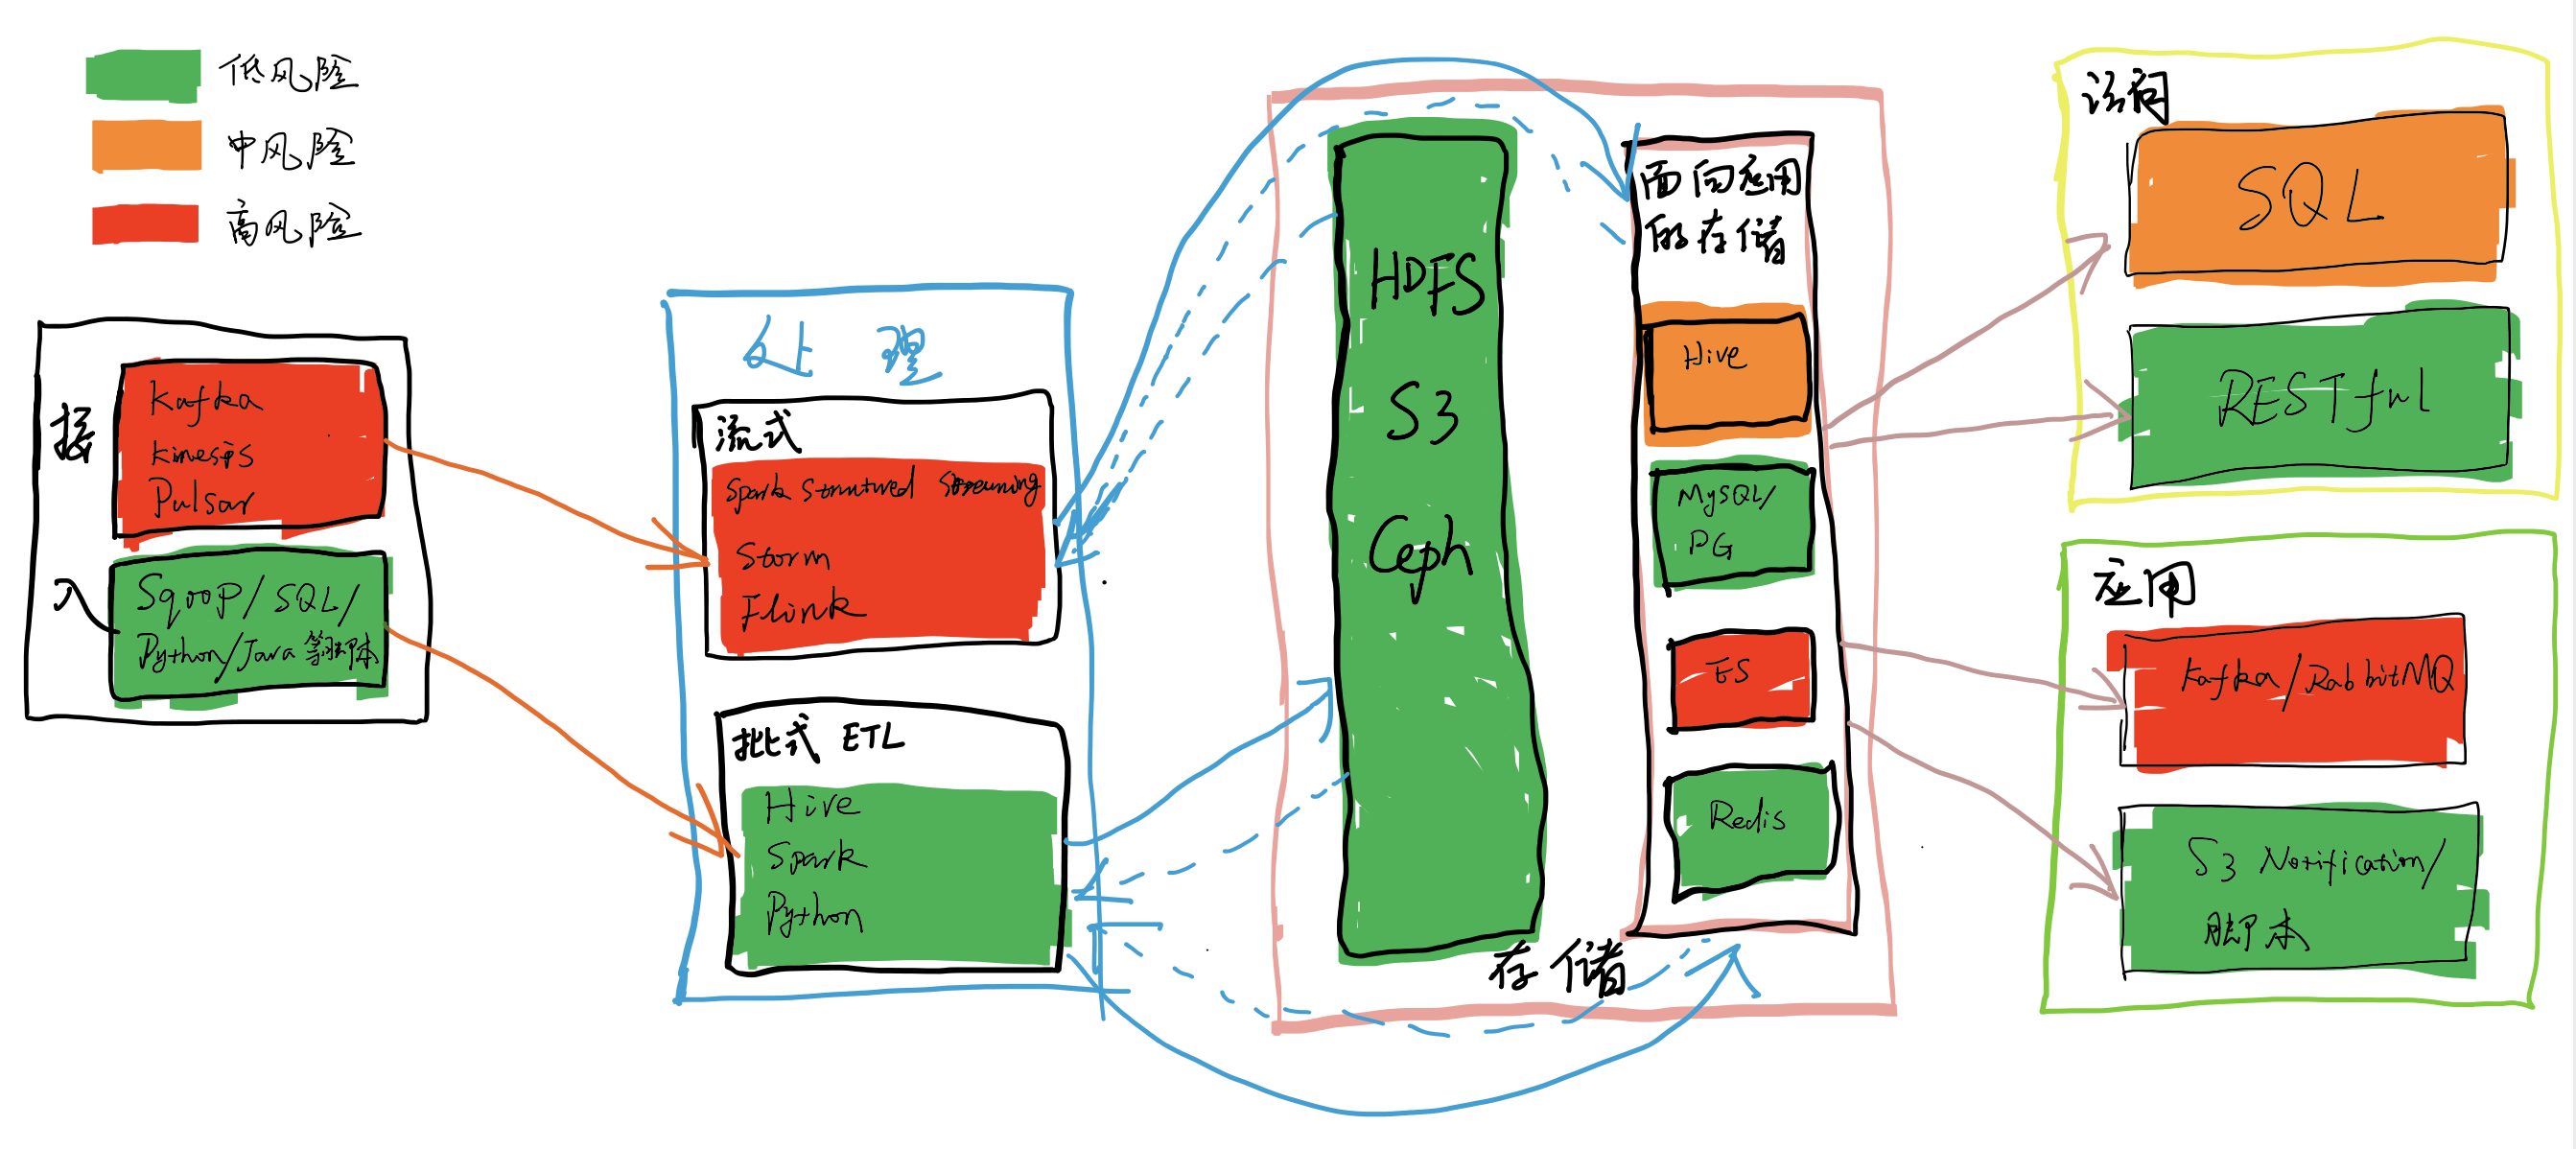 低风险
中风险
高风险
接
入
Kafka
kinesis
Pulsar
Sqoop/SQL/
Python/Java 等脚本
处理
流式
Spark Structured Streaming
Storm
Flink
批式 ETL
Hive
Spark
Python
HDFS
S3
Ceph
存储
面向应用
的存储
Hive
MySQL/
PG
ES
Redis
访问
SQL
RESTful
应用
Kafka/RabbitMQ
S3 Notification/
脚本